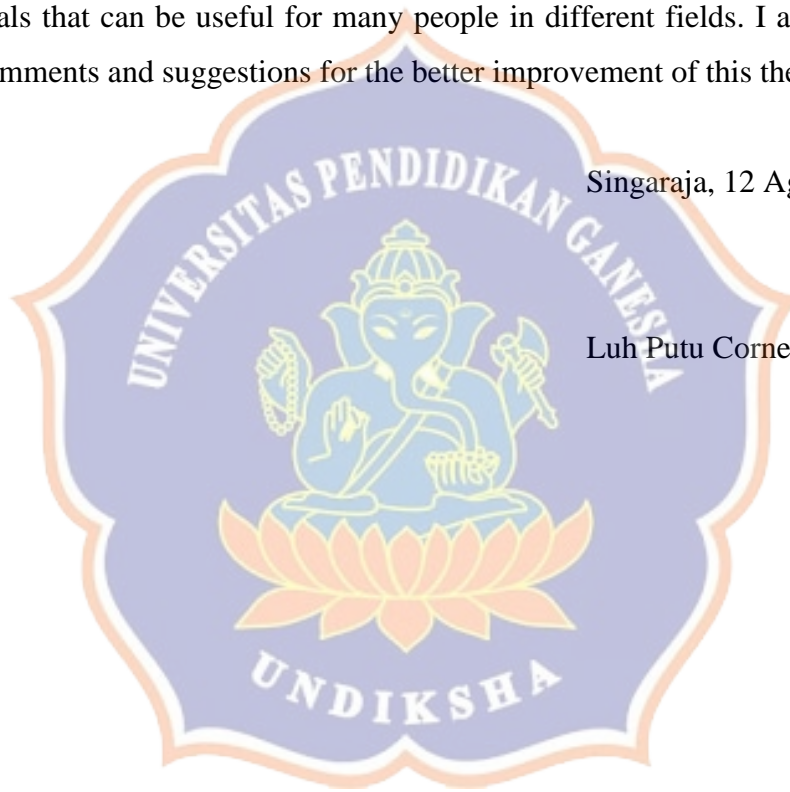 als that can be useful for many people in different fields. I a
mments and suggestions for the better improvement of this the
UNIVERSITAS PENDIDIKAN GANESHA
Singaraja, 12 Ag
Luh Putu Corne
UNDIKSHA